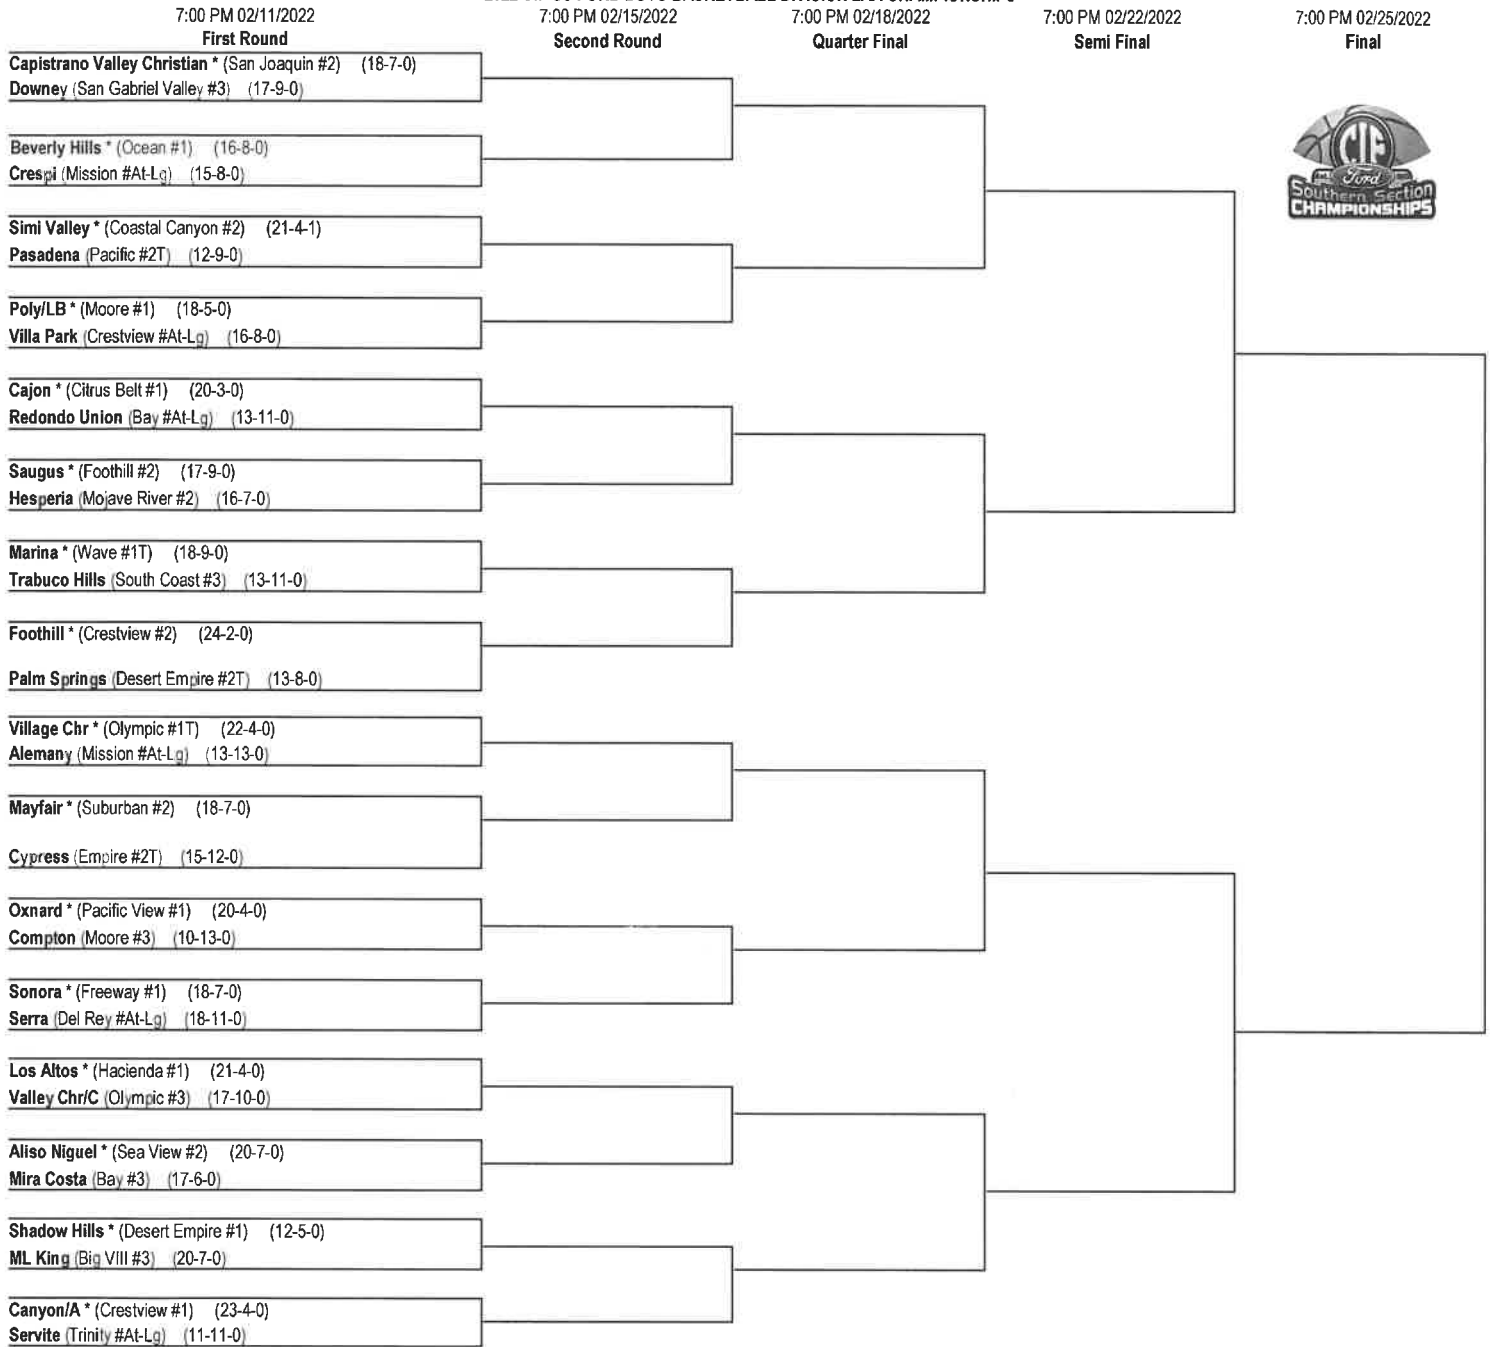 7:00 PM 02/11/2022
First Round
7:00 PM 02/15/2022
Second Round
7:00 PM 02/18/2022
Quarter Final
7:00 PM 02/22/2022
Semi Final
7:00 PM 02/25/2022
Final
CIF
Ford
Southern Section
CHAMPIONSHIPS
Capistrano Valley Christian * (San Joaquin #2) (18-7-0)
Downey (San Gabriel Valley #3) (17-9-0)
Beverly Hills * (Ocean #1) (16-8-0)
Crespi (Mission #At-Lg) (15-8-0)
Simi Valley * (Coastal Canyon #2) (21-4-1)
Pasadena (Pacific #2T) (12-9-0)
Poly/LB * (Moore #1) (18-5-0)
Villa Park (Crestview #At-Lg) (16-8-0)
Cajon * (Citrus Belt #1) (20-3-0)
Redondo Union (Bay #At-Lg) (13-11-0)
Saugus * (Foothill #2) (17-9-0)
Hesperia (Mojave River #2) (16-7-0)
Marina * (Wave #1T) (18-9-0)
Trabuco Hills (South Coast #3) (13-11-0)
Foothill * (Crestview #2) (24-2-0)
Palm Springs (Desert Empire #2T) (13-8-0)
Village Chr * (Olympic #1T) (22-4-0)
Alemany (Mission #At-Lg) (13-13-0)
Mayfair * (Suburban #2) (18-7-0)
Cypress (Empire #2T) (15-12-0)
Oxnard * (Pacific View #1) (20-4-0)
Compton (Moore #3) (10-13-0)
Sonora * (Freeway #1) (18-7-0)
Serra (Del Rey #At-Lg) (18-11-0)
Los Altos * (Hacienda #1) (21-4-0)
Valley Chr/C (Olympic #3) (17-10-0)
Aliso Niguel * (Sea View #2) (20-7-0)
Mira Costa (Bay #3) (17-6-0)
Shadow Hills * (Desert Empire #1) (12-5-0)
ML King (Big VIII #3) (20-7-0)
Canyon/A * (Crestview #1) (23-4-0)
Servite (Trinity #At-Lg) (11-11-0)